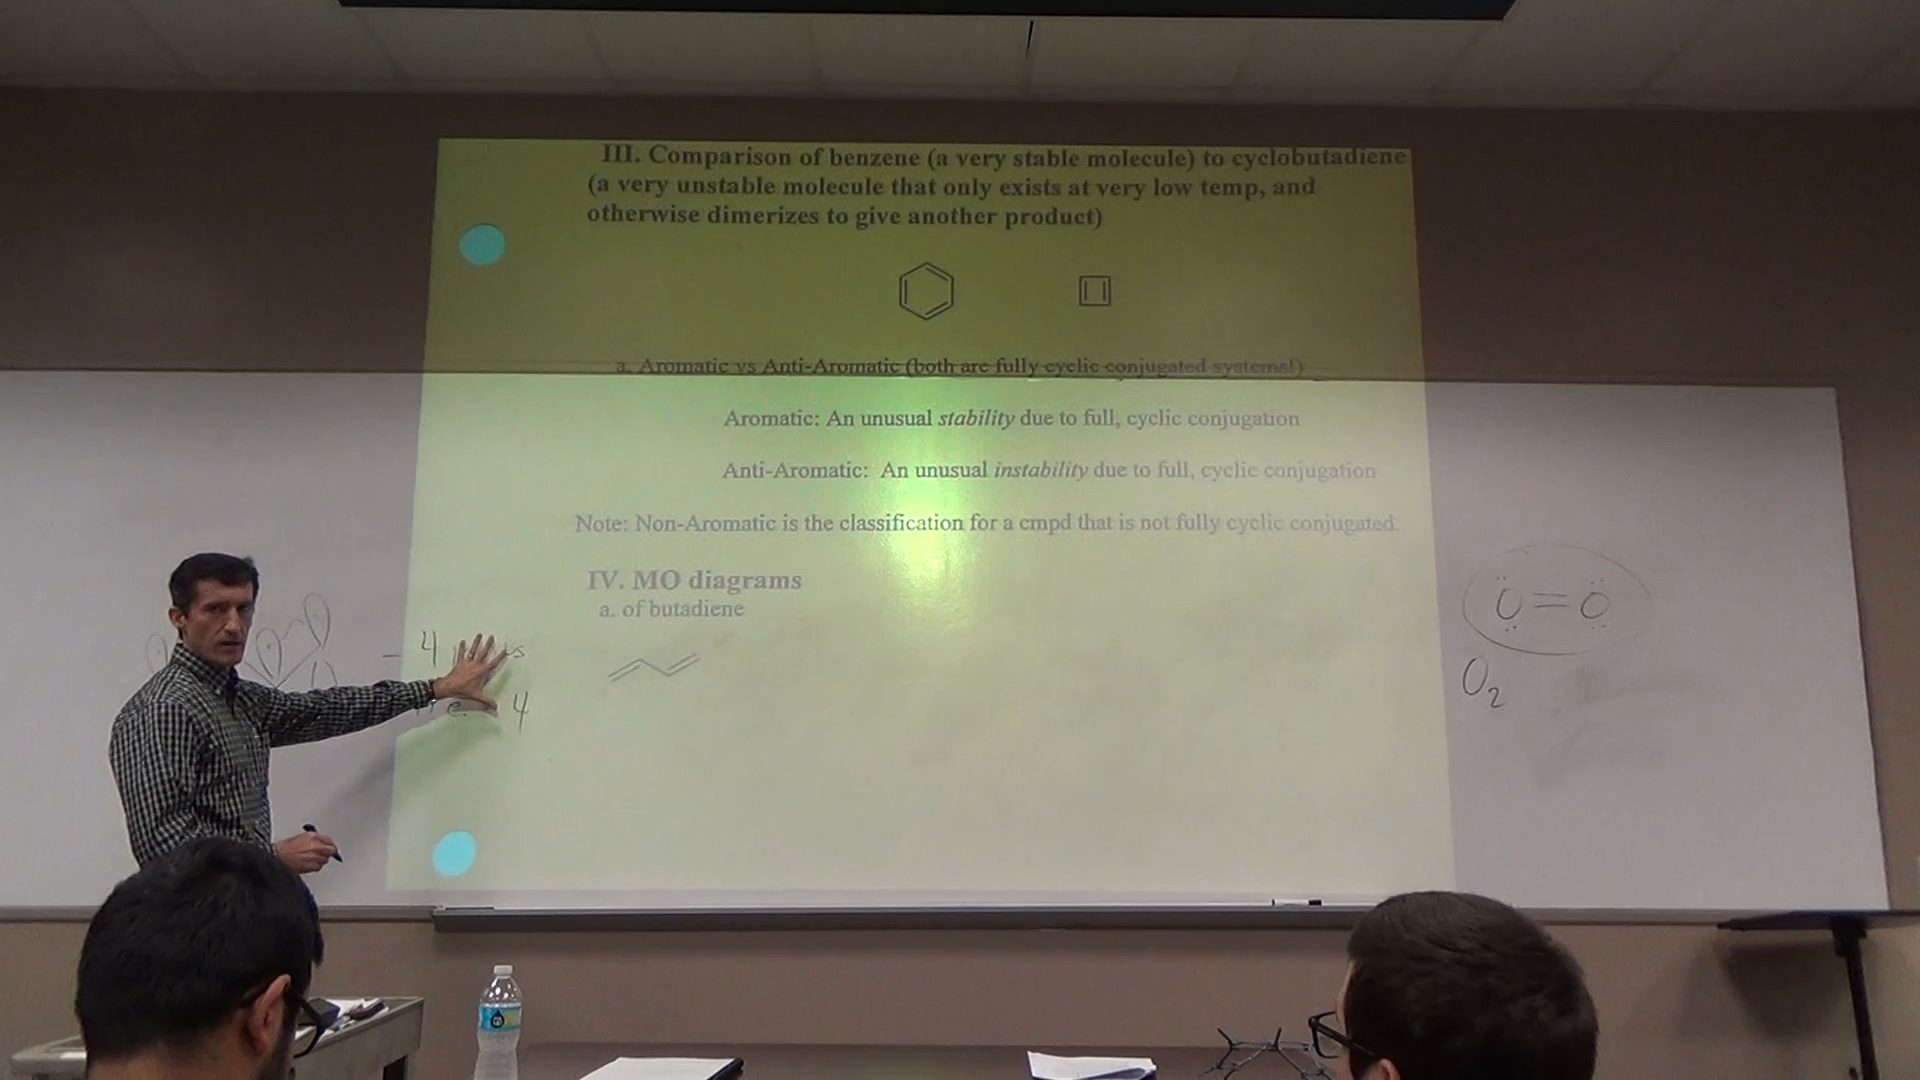 III. Comparison of benzene (a very stable molecule) to cyclobutadiene
(a very unstable molecule that only exists at very low temp, and
otherwise dimerizes to give another product)
a. Aromatic vs Anti-Aromatic (both are fully cyclic conjugated systems!)
Aromatic: An unusual stability due to full, cyclic conjugation
Anti-Aromatic: An unusual instability due to full, cyclic conjugation
Note: Non-Aromatic is the classification for a cmpd that is not fully cyclic conjugated.
IV. MO diagrams
a. of butadiene
4
4
O=O
O2